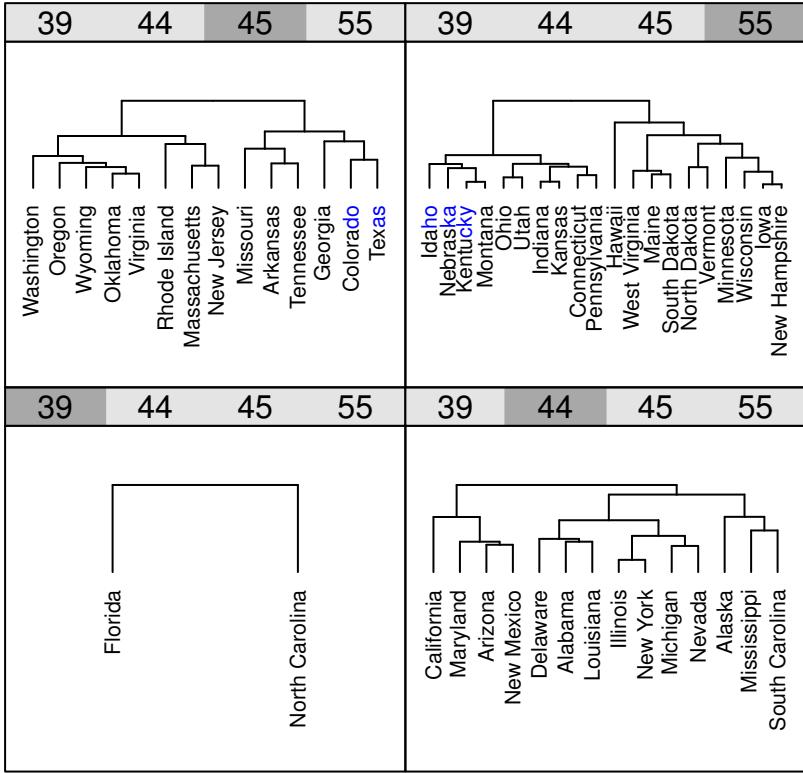 39 44 45 55
Washington
Oregon
Wyoming
Oklahoma
Virginia
Rhode Island
Massachusetts
New Jersey
Missouri
Arkansas
Tennessee
Georgia
Colorado
Texas
39 44 45 55
Idaho
Nebraska
Kentucky
Montana
Ohio
Utah
Indiana
Kansas
Connecticut
Pennsylvania
Hawaii
West Virginia
Maine
South Dakota
North Dakota
Vermont
Minnesota
Wisconsin
Iowa
New Hampshire
39 44 45 55
Florida
North Carolina
39 44 45 55
California
Maryland
Arizona
New Mexico
Delaware
Alabama
Louisiana
Illinois
New York
Michigan
Nevada
Alaska
Mississippi
South Carolina